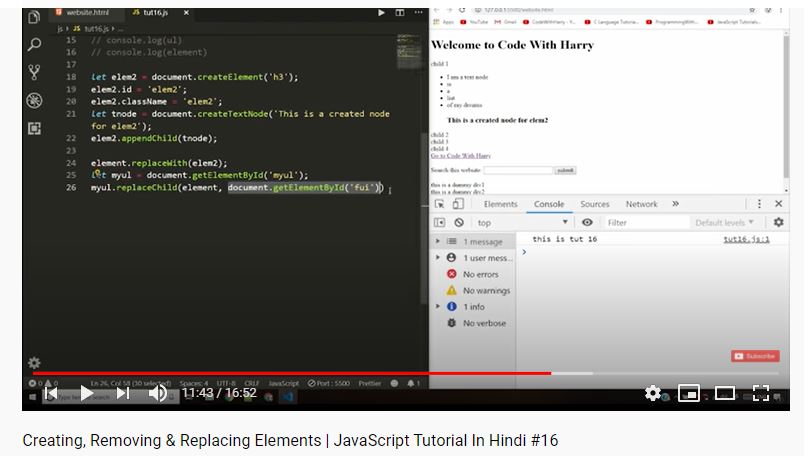 website.html
JS tut16.js
127.0.0.1:5500/website.html
Apps
YouTube
Gmail
js > JS tut16.js > ...
15 // console.log(ul)
16 // console.log(element)
17
18 let elem2 = document.createElement('h3');
19 elem2.id = 'elem2';
20 elem2.className = 'elem2';
21 let tnode = document.createTextNode('This is a created node
for elem2');
22 elem2.appendChild(tnode);
23
24 element.replaceWith(elem2);
25 let myul = document.getElementById('myul');
26 myul.replaceChild(element, document.getElementById('fui'))
Welcome to Code With Harry
child 1
I am a text node
is
a
list
of my dreams
This is a created node for elem2
child 2
child 3
child 4
Go to Code With Harry
Search this website
submit
this is a dummy div1
this is a dummy div2
Elements Console Sources Network »
top
Filter
Default levels
1 message
1 user mess...
No errors
No warnings
1 info
No verbose
this is tut 16
tut16.js:1
>
Subscribe
Ln 26, Col 58 (30 selected) Spaces: 4 UTF-8 CRLF JavaScript Port : 5500 Prettier
11:43 / 16:52
Creating, Removing & Replacing Elements | JavaScript Tutorial In Hindi #16